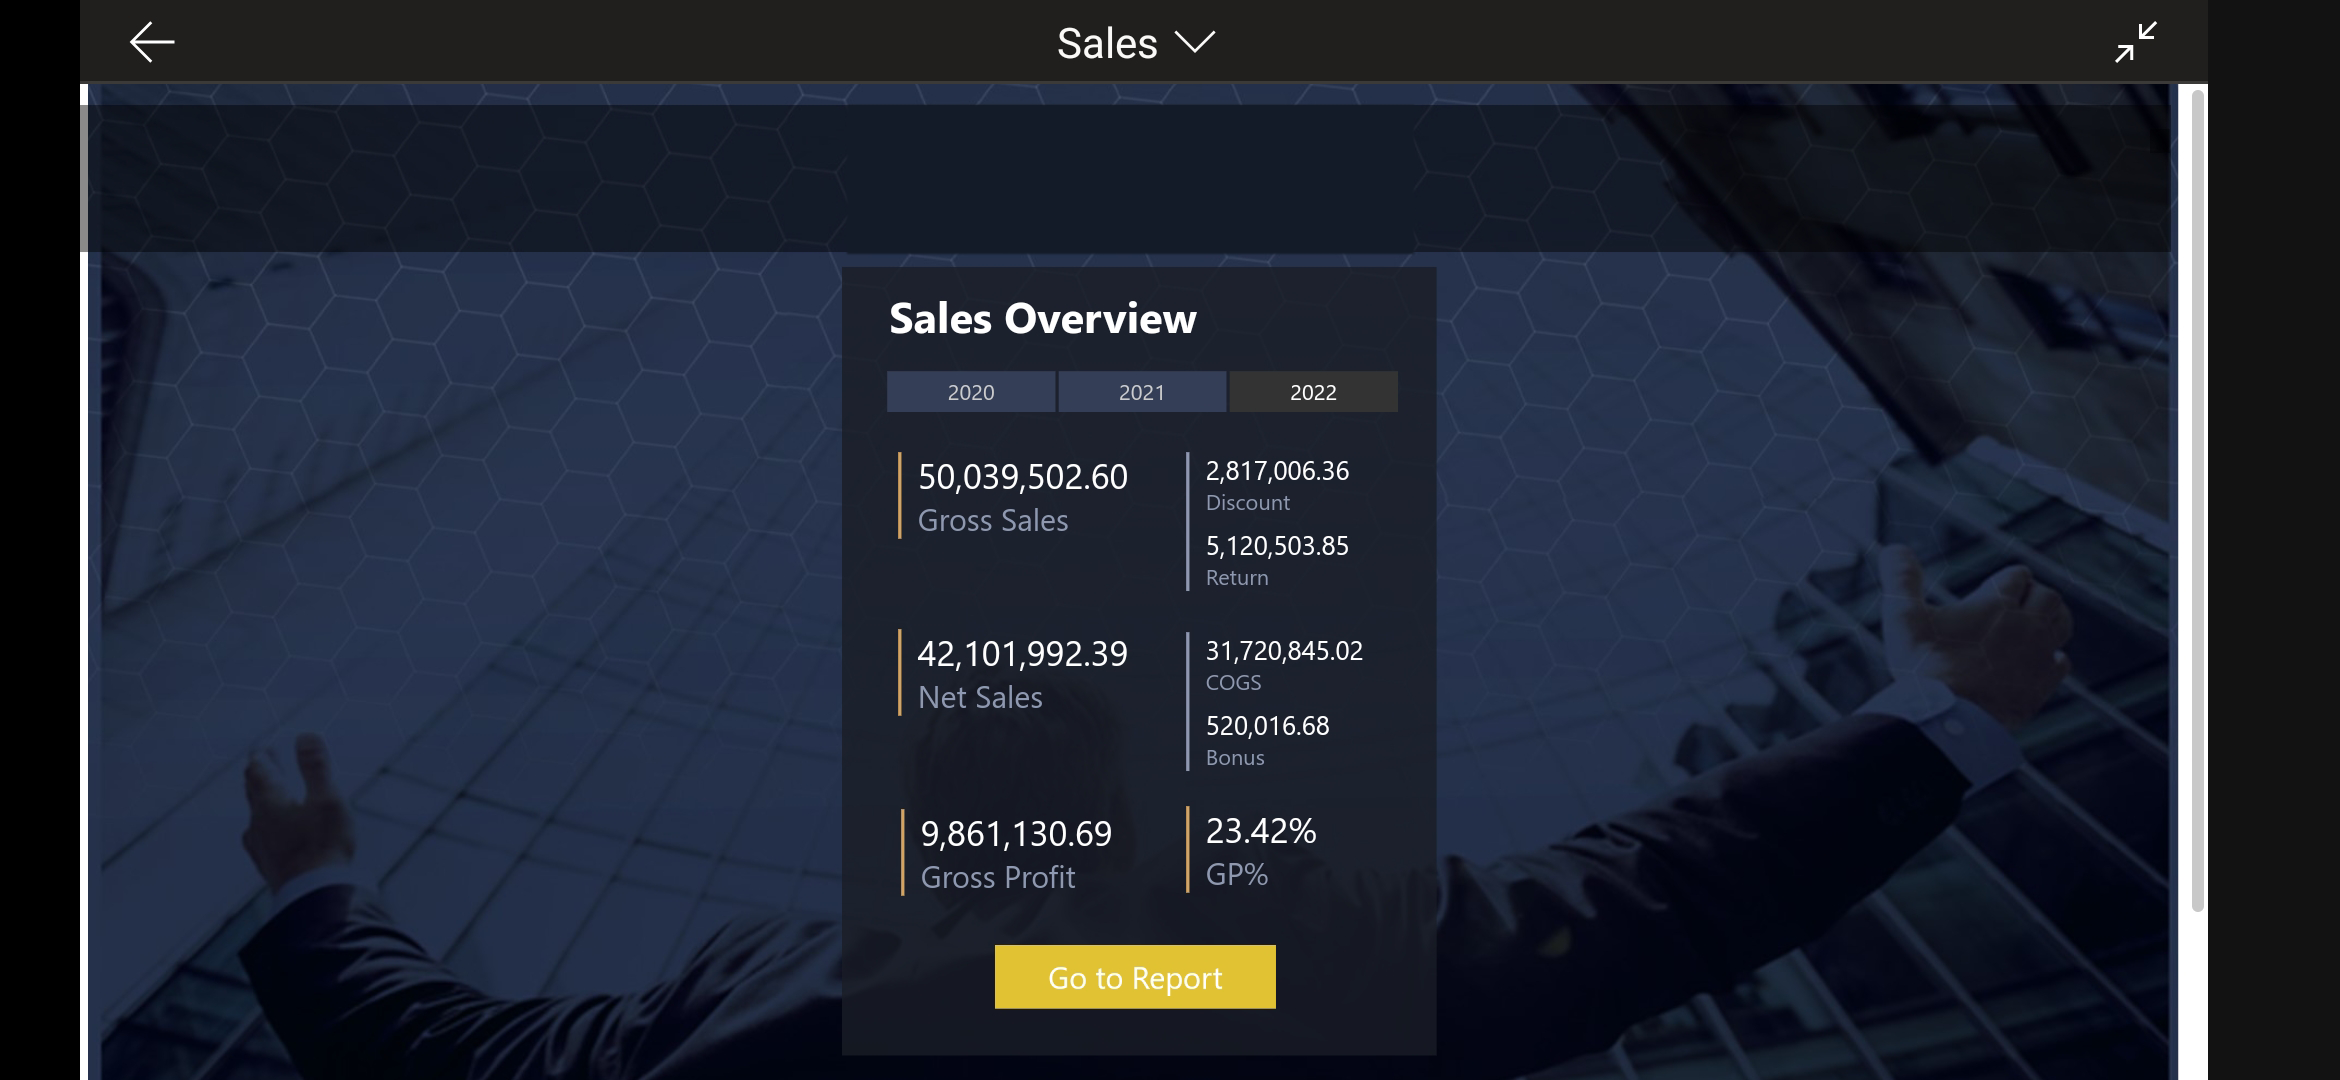 Sales
Sales Overview
2020 2021 2022
50,039,502.60
Gross Sales
2,817,006.36
Discount
5,120,503.85
Return
42,101,992.39
Net Sales
31,720,845.02
COGS
520,016.68
Bonus
9,861,130.69
Gross Profit
23.42%
GP%
Go to Report